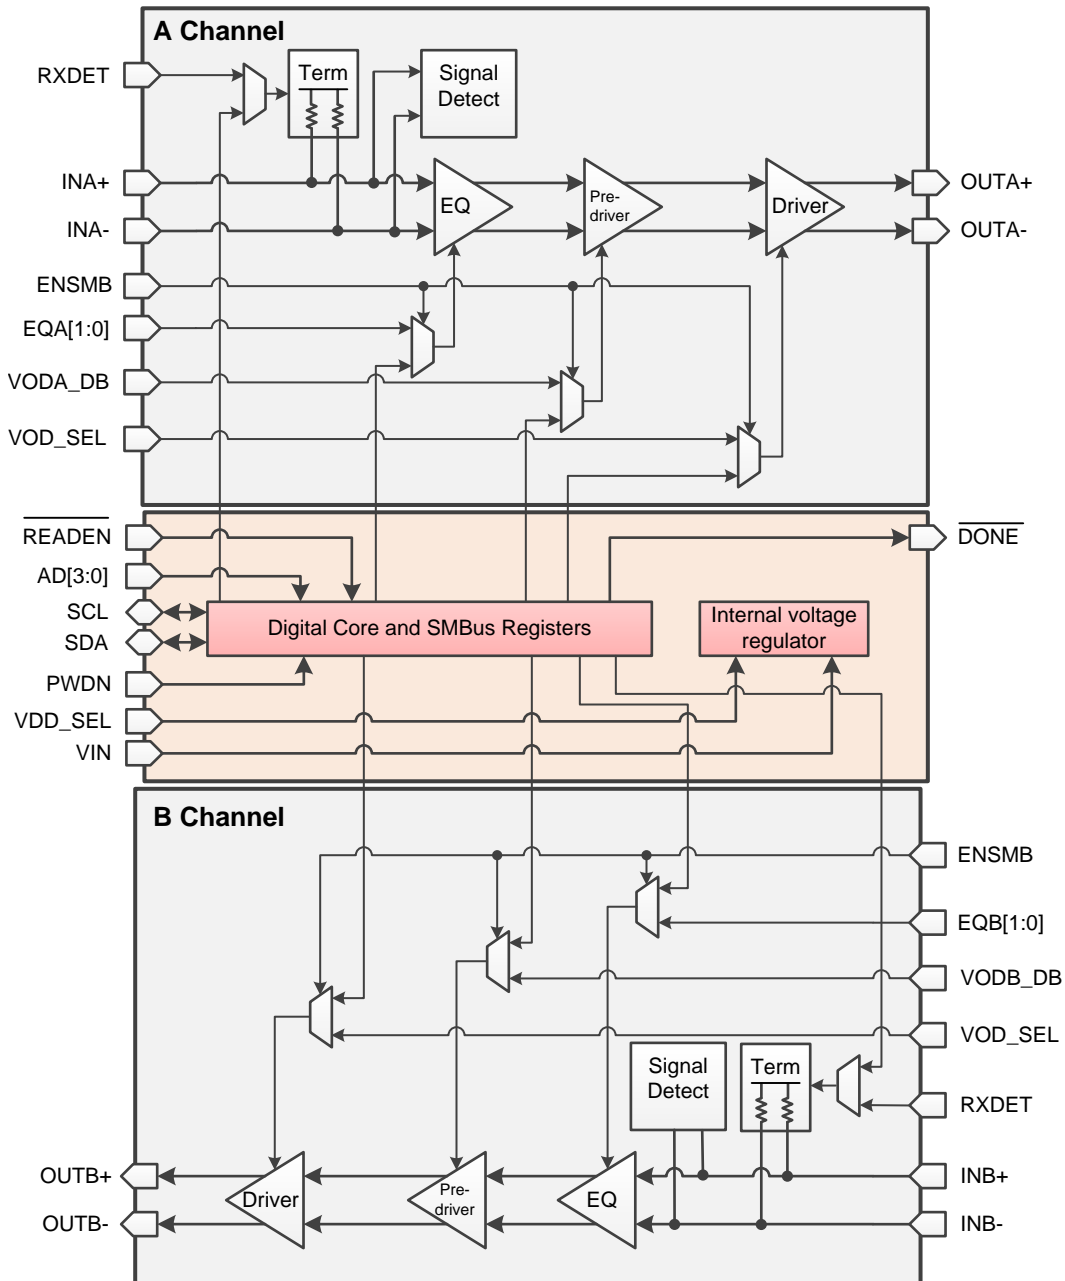 A Channel
RXDET
Term
Signal
Detect
INA+
EQ
Pre-
driver
Driver
OUTA+
INA-
OUTA-
ENSMB
EQA[1:0]
VODA_DB
VOD_SEL
READEN
DONE
AD[3:0]
SCL
Digital Core and SMBus Registers
Internal voltage
regulator
SDA
PWDN
VDD_SEL
VIN
B Channel
ENSMB
EQB[1:0]
VODB_DB
VOD_SEL
Signal
Detect
Term
RXDET
OUTB+
Driver
Pre-
driver
EQ
INB+
OUTB-
INB-